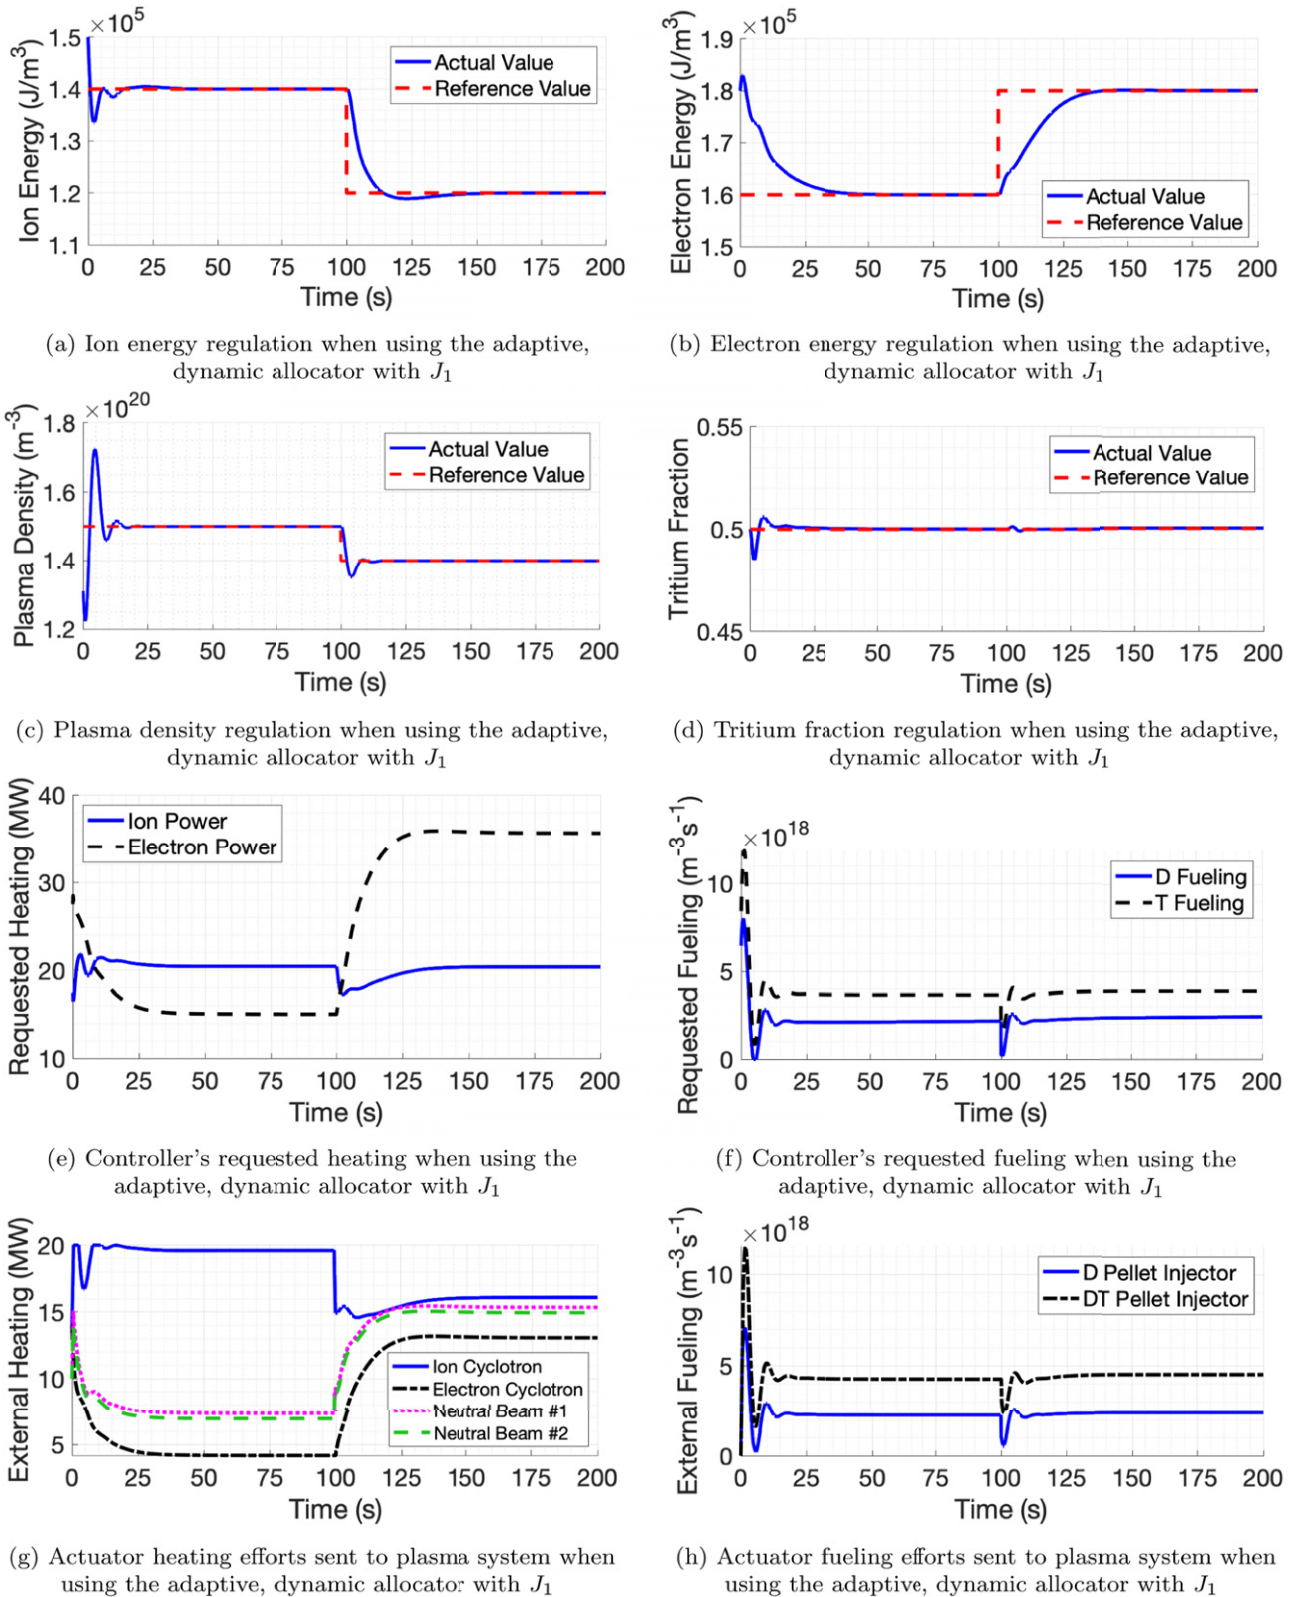 ×10^5
1.5
1.4
1.3
1.2
1.1
Ion Energy (J/m^3)
Actual Value
Reference Value
0 25 50 75 100 125 150 175 200
Time (s)
(a) Ion energy regulation when using the adaptive,
dynamic allocator with J_1
×10^5
1.9
1.8
1.7
1.6
1.5
Electron Energy (J/m^3)
Actual Value
Reference Value
0 25 50 75 100 125 150 175 200
Time (s)
(b) Electron energy regulation when using the adaptive,
dynamic allocator with J_1
×10^20
1.8
1.6
1.4
1.2
Plasma Density (m^-3)
Actual Value
Reference Value
0 25 50 75 100 125 150 175 200
Time (s)
(c) Plasma density regulation when using the adaptive,
dynamic allocator with J_1
0.55
0.5
0.45
Tritium Fraction
Actual Value
Reference Value
0 25 50 75 100 125 150 175 200
Time (s)
(d) Tritium fraction regulation when using the adaptive,
dynamic allocator with J_1
40
30
20
10
Requested Heating (MW)
Ion Power
Electron Power
0 25 50 75 100 125 150 175 200
Time (s)
(e) Controller's requested heating when using the
adaptive, dynamic allocator with J_1
×10^18
10
5
0
Requested Fueling (m^-3s^-1)
D Fueling
T Fueling
0 25 50 75 100 125 150 175 200
Time (s)
(f) Controller's requested fueling when using the
adaptive, dynamic allocator with J_1
20
15
10
5
External Heating (MW)
Ion Cyclotron
Electron Cyclotron
Neutral Beam #1
Neutral Beam #2
0 25 50 75 100 125 150 175 200
Time (s)
(g) Actuator heating efforts sent to plasma system when
using the adaptive, dynamic allocator with J_1
×10^18
10
5
0
External Fueling (m^-3s^-1)
D Pellet Injector
DT Pellet Injector
0 25 50 75 100 125 150 175 200
Time (s)
(h) Actuator fueling efforts sent to plasma system when
using the adaptive, dynamic allocator with J_1